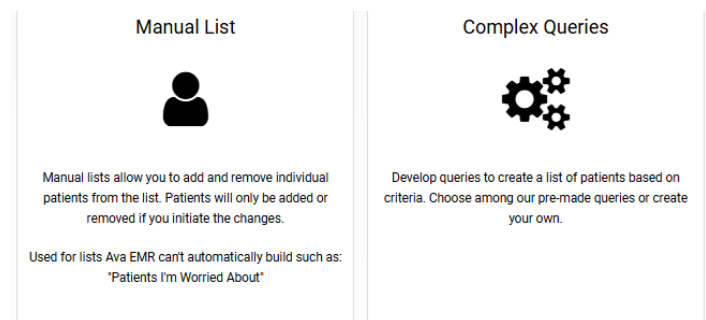 Manual List
Manual lists allow you to add and remove individual
patients from the list. Patients will only be added or
removed if you initiate the changes.
Used for lists Ava EMR can't automatically build such as:
"Patients I'm Worried About"
Complex Queries
Develop queries to create a list of patients based on
criteria. Choose among our pre-made queries or create
your own.